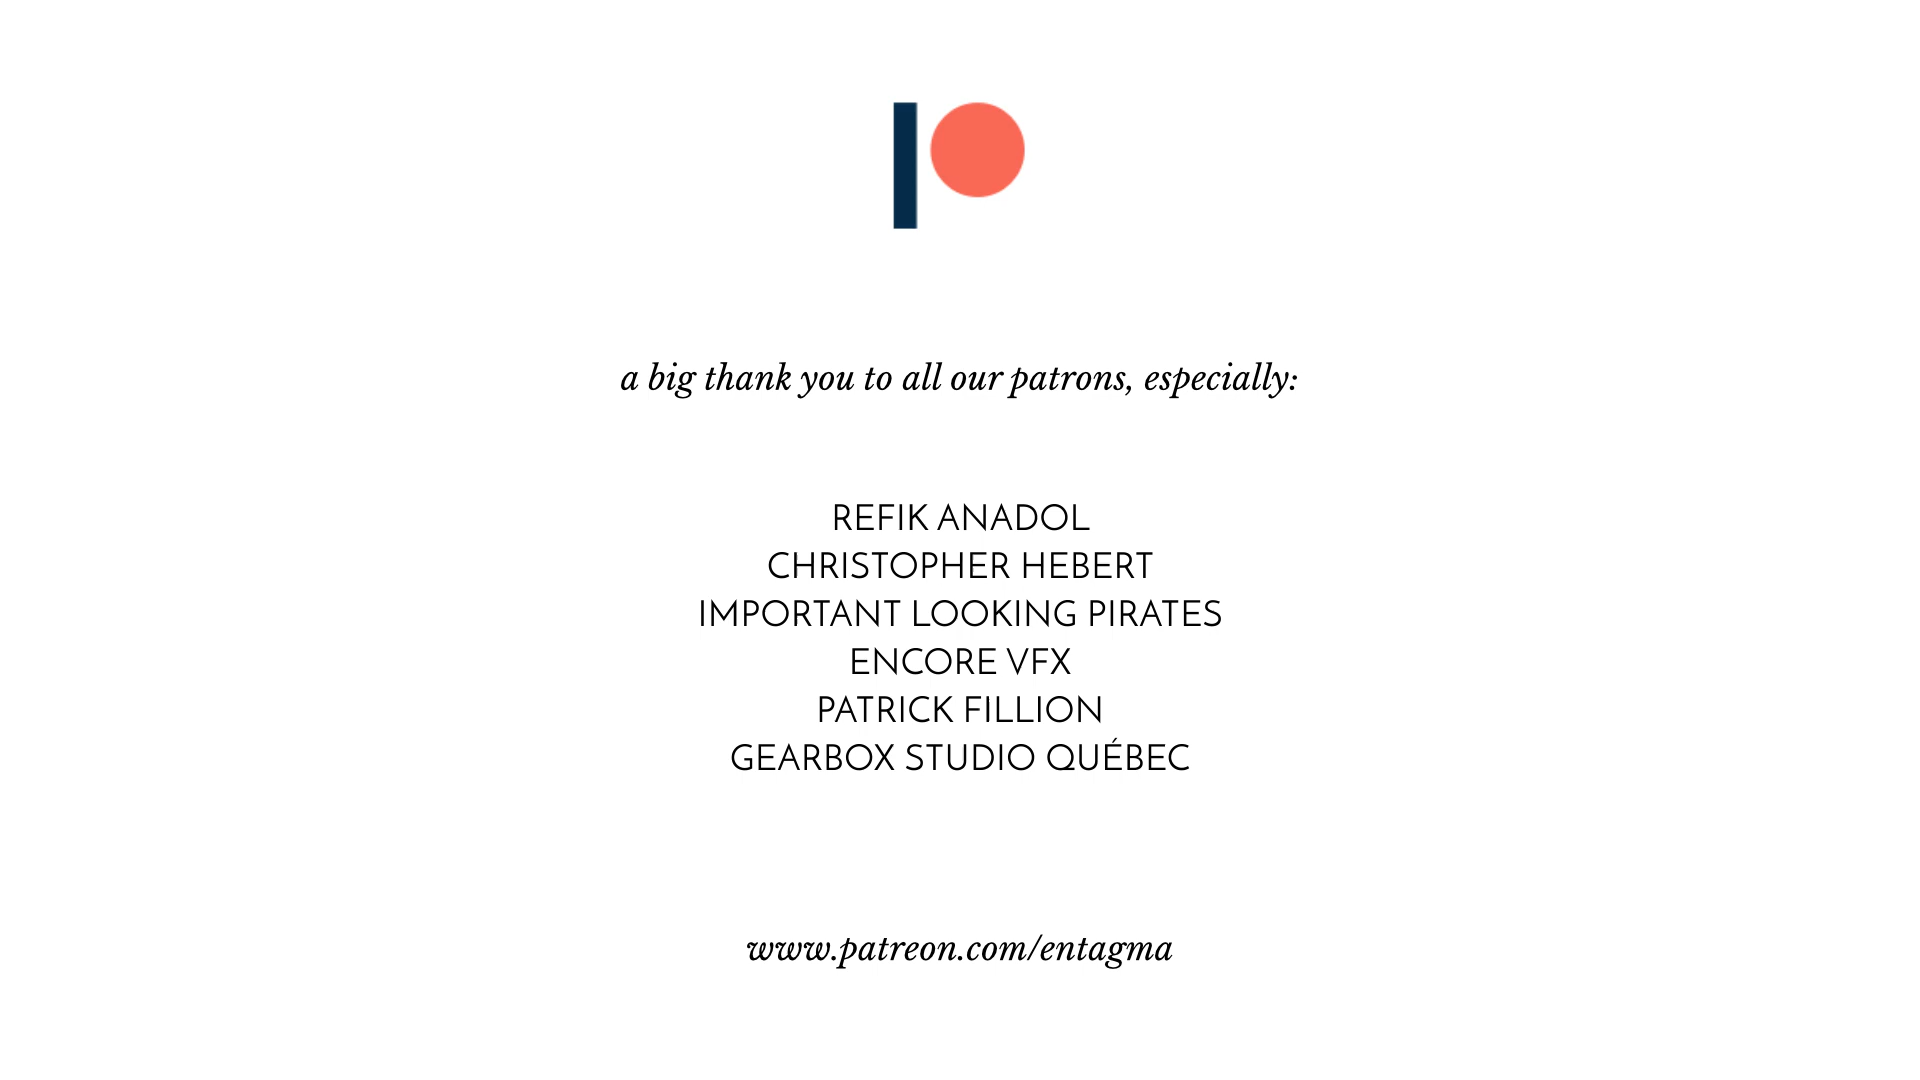 a big thank you to all our patrons, especially:
REFIK ANADOL
CHRISTOPHER HEBERT
IMPORTANT LOOKING PIRATES
ENCORE VFX
PATRICK FILLION
GEARBOX STUDIO QUÉBEC
www.patreon.com/entagma